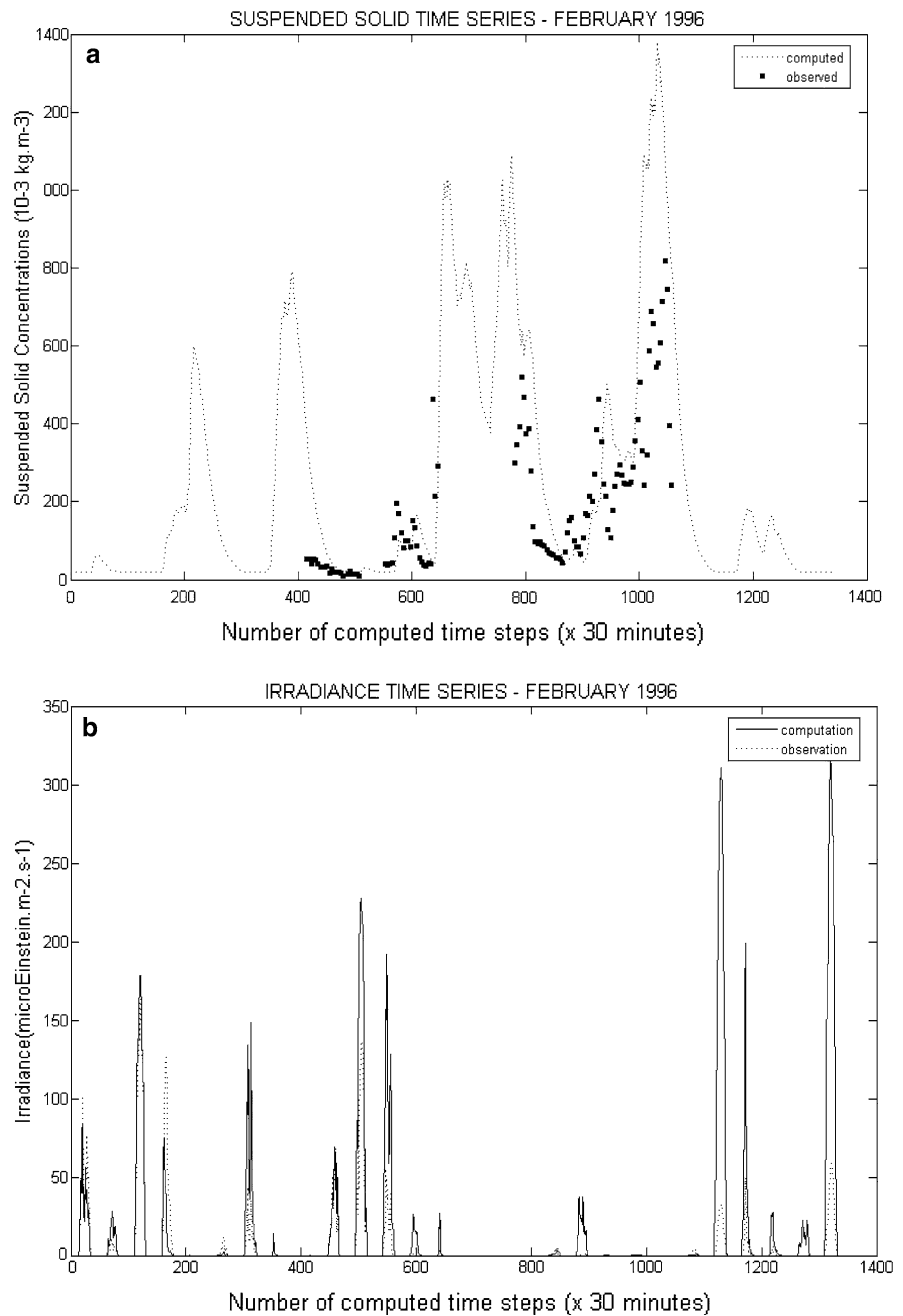 SUSPENDED SOLID TIME SERIES - FEBRUARY 1996
a
computed
observed
1400
200
000
800
600
400
200
0
Suspended Solid Concentrations (10-3 kg.m-3)
0 200 400 600 800 1000 1200 1400
Number of computed time steps (x 30 minutes)
IRRADIANCE TIME SERIES - FEBRUARY 1996
b
computation
observation
350
300
250
200
150
100
50
0
Irradiance(microEinstein.m-2.s-1)
0 200 400 600 800 1000 1200 1400
Number of computed time steps (x 30 minutes)